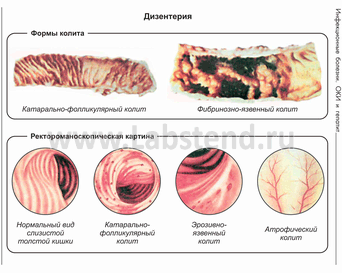 Дизентерия
Формы колита
Катарально-фолликулярный колит
Фибринозно-язвенный колит
Ректороманоскопическая картина
www.labstend.ru
Нормальный вид
слизистой
толстой кишки
Катарально-
фолликулярный
колит
Эрозивно-
язвенный
колит
Атрофический
колит
Инфекционные болезни. ОКИ и гепатит